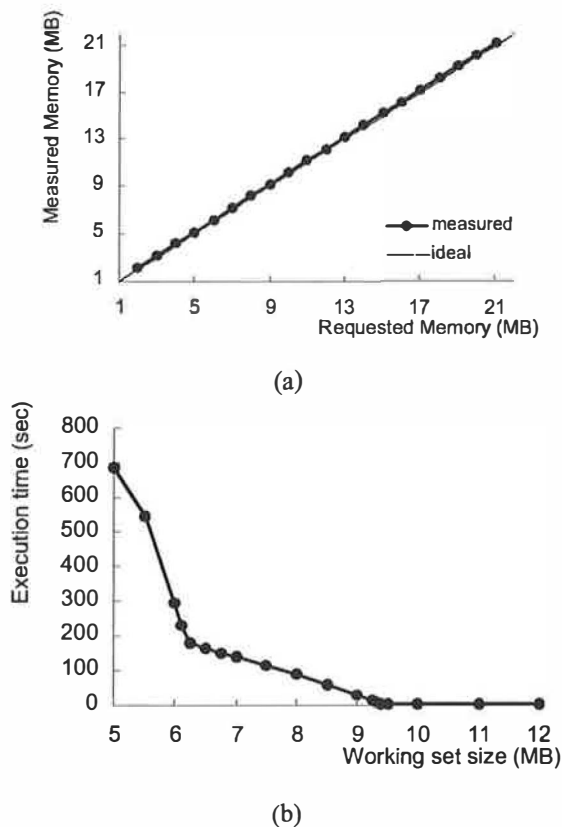 Measured Memory (MB)
21
17
13
9
5
1
measured
ideal
1 5 9 13 17 21
Requested Memory (MB)
(a)
Execution time (sec)
800
700
600
500
400
300
200
100
0
5 6 7 8 9 10 11 12
Working set size (MB)
(b)